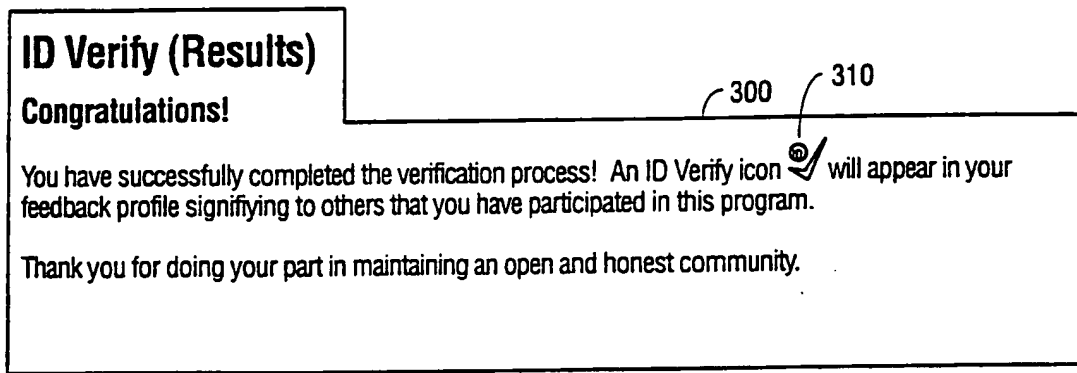 ID Verify (Results)
Congratulations!
300
310
You have successfully completed the verification process! An ID Verify icon will appear in your
feedback profile signifiying to others that you have participated in this program.
Thank you for doing your part in maintaining an open and honest community.